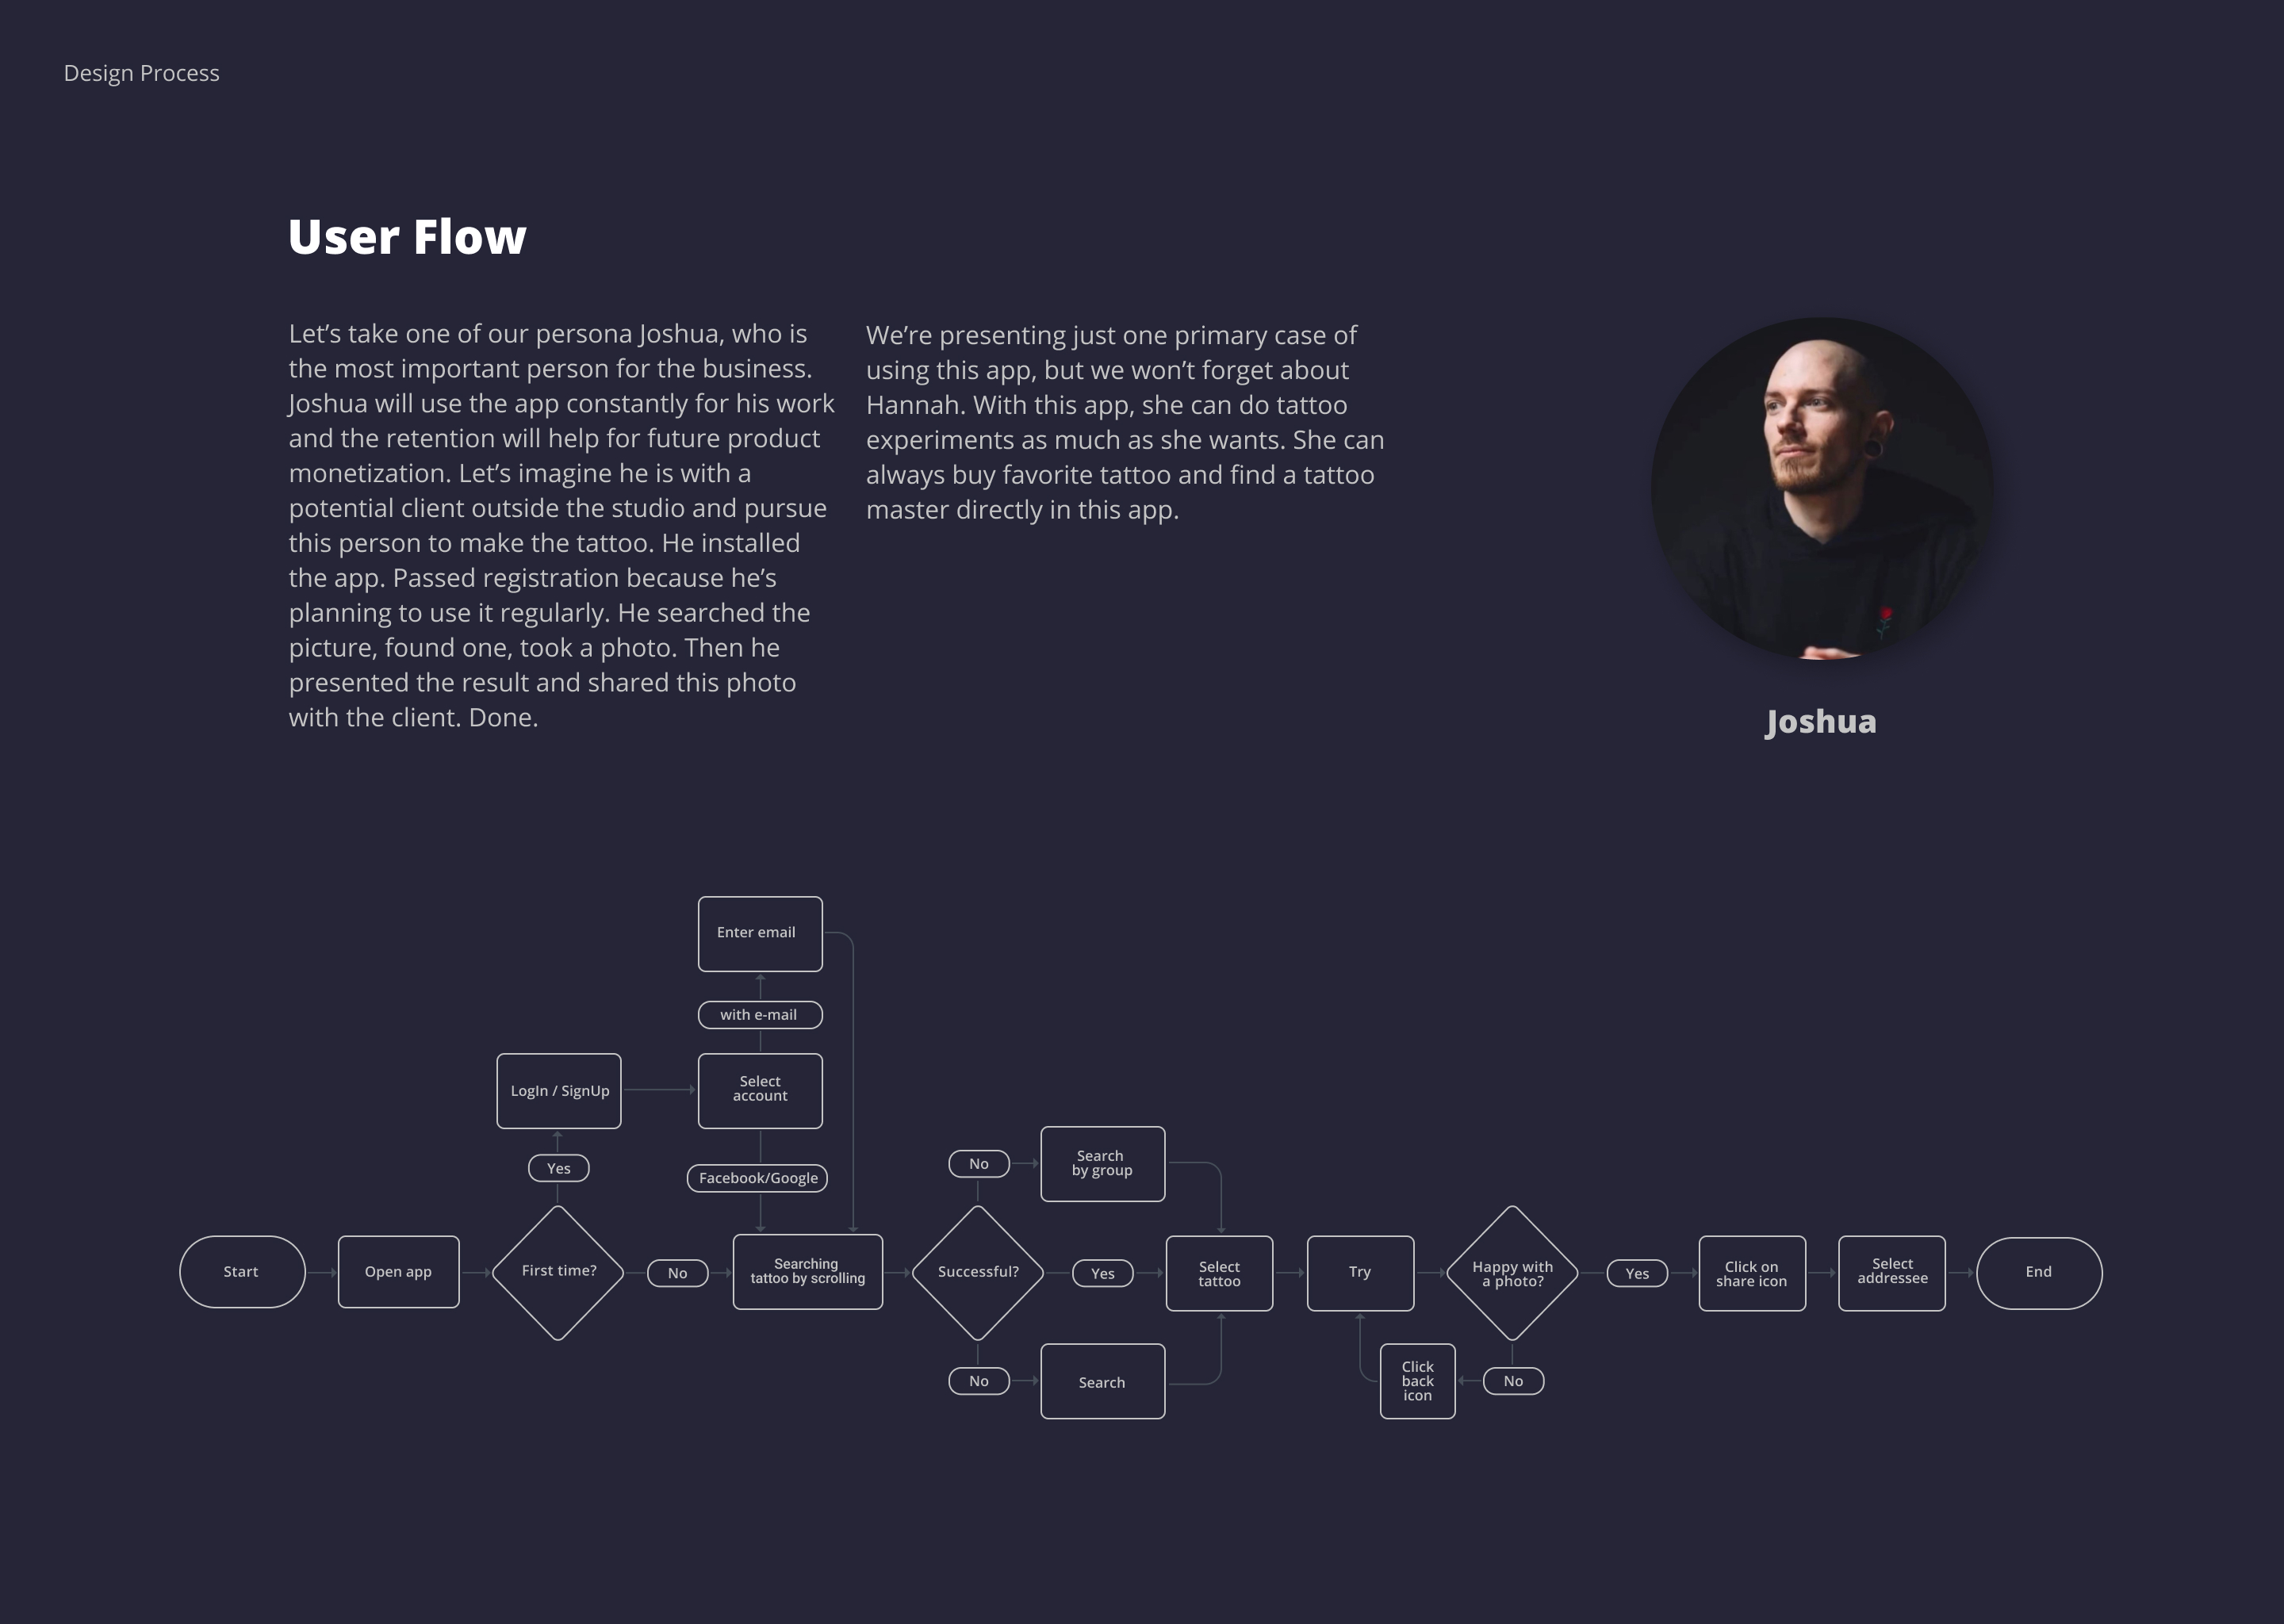 Design Process
User Flow
Let’s take one of our persona Joshua, who is
the most important person for the business.
Joshua will use the app constantly for his work
and the retention will help for future product
monetization. Let’s imagine he is with a
potential client outside the studio and pursue
this person to make the tattoo. He installed
the app. Passed registration because he’s
planning to use it regularly. He searched the
picture, found one, took a photo. Then he
presented the result and shared this photo
with the client. Done.
We’re presenting just one primary case of
using this app, but we won’t forget about
Hannah. With this app, she can do tattoo
experiments as much as she wants. She can
always buy favorite tattoo and find a tattoo
master directly in this app.
Joshua
Enter email
with e-mail
LogIn / SignUp
Select
account
Yes
Facebook/Google
No
Search
by group
Start
Open app
First time?
No
Searching
tattoo by scrolling
Successful?
Yes
Select
tattoo
Try
Happy with
a photo?
Yes
Click on
share icon
Select
addressee
End
No
Search
Click
back
icon
No